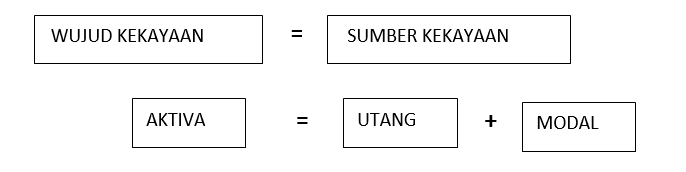 WUJUD KEKAYAAN = SUMBER KEKAYAAN
AKTIVA = UTANG + MODAL